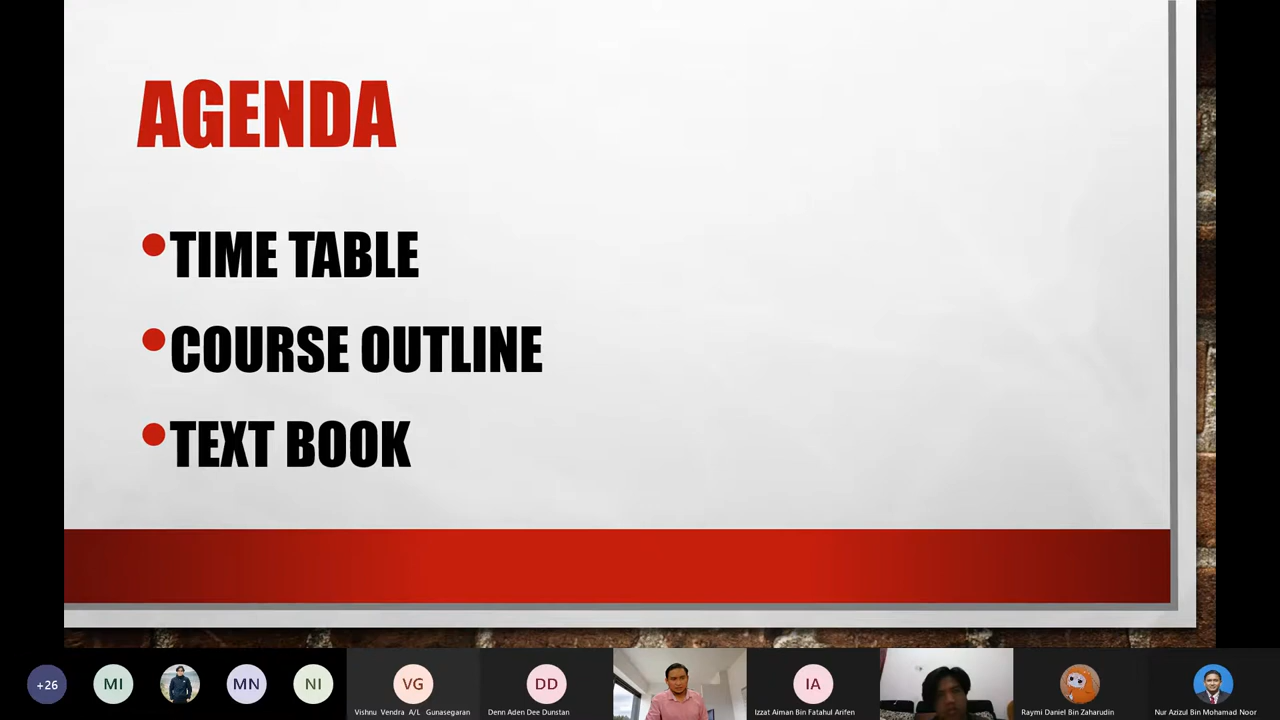 AGENDA
TIME TABLE
COURSE OUTLINE
TEXT BOOK
+26
MI
MN
NI
VG
DD
IA
Vishnu Vendra A/L Gunasegaran
Denn Aden Dee Dunstan
Izzat Aiman Bin Fatahul Arifen
Raymi Daniel Bin Zaharudin
Nur Azizul Bin Mohamad Noor